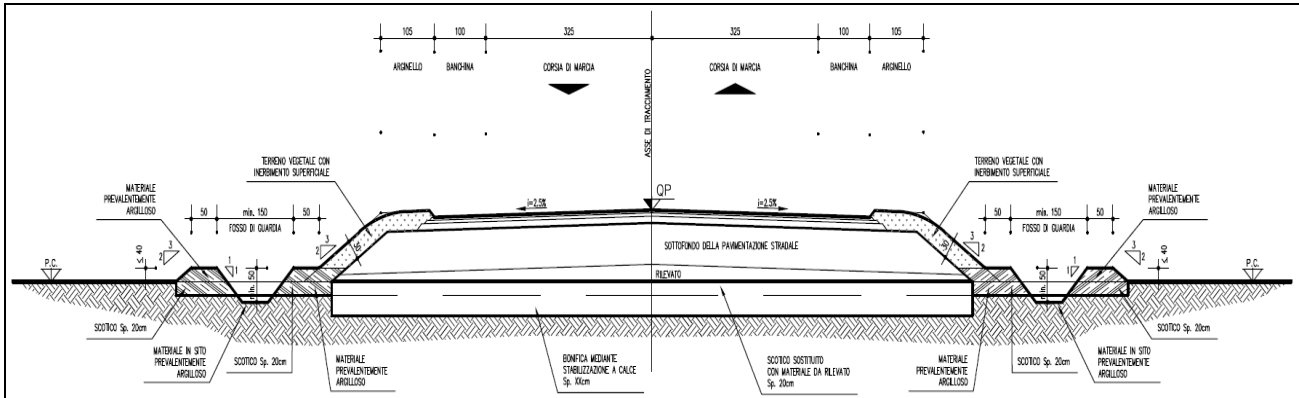 105 100 325 325 100 105
ARGINELLO BANCHINA CORSIA DI MARCIA CORSIA DI MARCIA BANCHINA ARGINELLO
ASSE DI TRACCIAMENTO
TERRENO VEGETALE CON
INERBIMENTO SUPERFICIALE
TERRENO VEGETALE CON
INERBIMENTO SUPERFICIALE
MATERIALE
PREVALENTEMENTE
ARGILLOSO
MATERIALE
PREVALENTEMENTE
ARGILLOSO
QP
i=2.5% i=2.5%
50 min. 150 50
FOSSO DI GUARDIA
50 min. 150 50
FOSSO DI GUARDIA
≤ 40
3
2
1
1
min. 50
3
2
30
SOTTOFONDO DELLA PAVIMENTAZIONE STRADALE
30
3
2
min. 50
1
1
3
2
≤ 40
P.C. P.C.
RILEVATO
SCOTICO Sp. 20cm
MATERIALE IN SITO
PREVALENTEMENTE
ARGILLOSO
SCOTICO Sp. 20cm
MATERIALE
PREVALENTEMENTE
ARGILLOSO
BONIFICA MEDIANTE
STABILIZZAZIONE A CALCE
Sp. XXcm
SCOTICO SOSTITUITO
CON MATERIALE DA RILEVATO
Sp. 20cm
MATERIALE
PREVALENTEMENTE
ARGILLOSO
SCOTICO Sp. 20cm
MATERIALE IN SITO
PREVALENTEMENTE
ARGILLOSO
SCOTICO Sp. 20cm